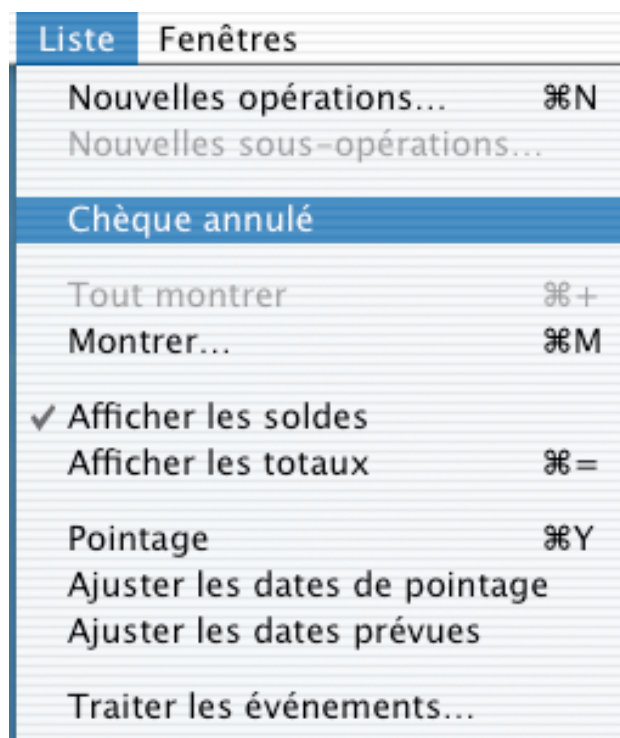 Liste Fenêtres
Nouvelles opérations... ⌘N
Nouvelles sous-opérations...
Chèque annulé
Tout montrer ⌘+
Montrer... ⌘M
✓ Afficher les soldes
Afficher les totaux ⌘=
Pointage ⌘Y
Ajuster les dates de pointage
Ajuster les dates prévues
Traiter les événements...